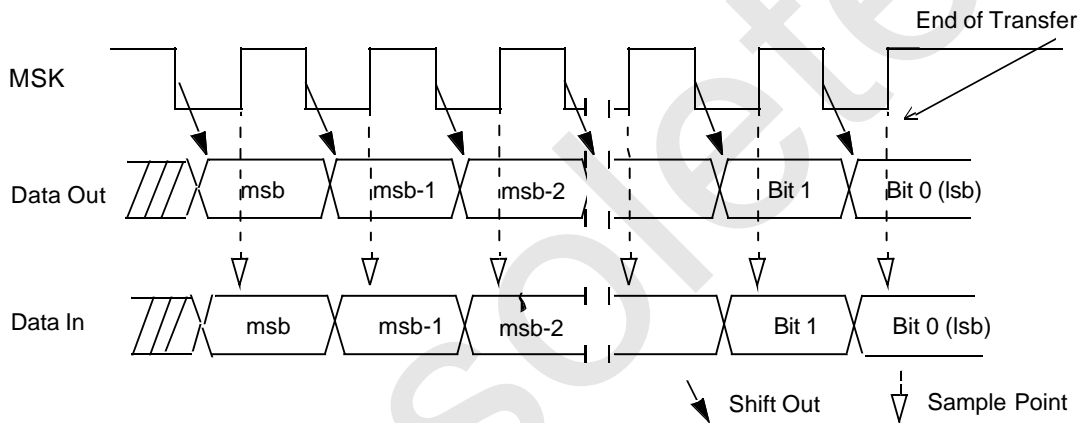 End of Transfer
MSK
Data Out
msb
msb-1
msb-2
Bit 1
Bit 0 (lsb)
Data In
msb
msb-1
msb-2
Bit 1
Bit 0 (lsb)
Shift Out
Sample Point
solete